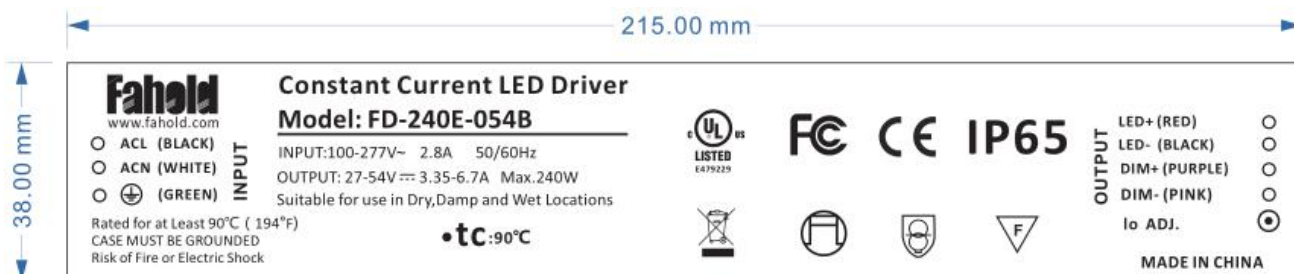 215.00 mm
38.00 mm
Fahold
www.fahold.com
ACL (BLACK)
ACN (WHITE)
(GREEN)
INPUT
Rated for at Least 90℃ ( 194°F)
CASE MUST BE GROUNDED
Risk of Fire or Electric Shock
Constant Current LED Driver
Model: FD-240E-054B
INPUT:100-277V~ 2.8A 50/60Hz
OUTPUT: 27-54V⎓ 3.35-6.7A Max.240W
Suitable for use in Dry,Damp and Wet Locations
•tc:90℃
c UL US
LISTED
E479229
FC CE IP65
F
OUTPUT
LED+(RED)
LED- (BLACK)
DIM+(PURPLE)
DIM-(PINK)
Io ADJ.
MADE IN CHINA